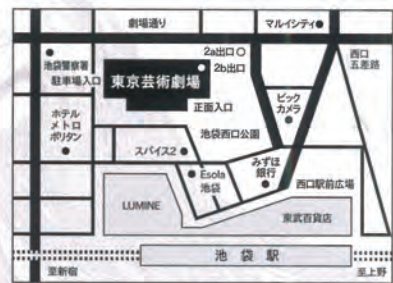 劇場通り
マルイシティ
2a出口
西口
五差路
池袋警察署
駐車場入口
2b出口
東京芸術劇場
正面入口
ビック
カメラ
ホテル
メトロ
ポリタン
池袋西口公園
スパイス2
Esola
池袋
みずほ
銀行
西口駅前広場
LUMINE
東武百貨店
池袋駅
至新宿
至上野